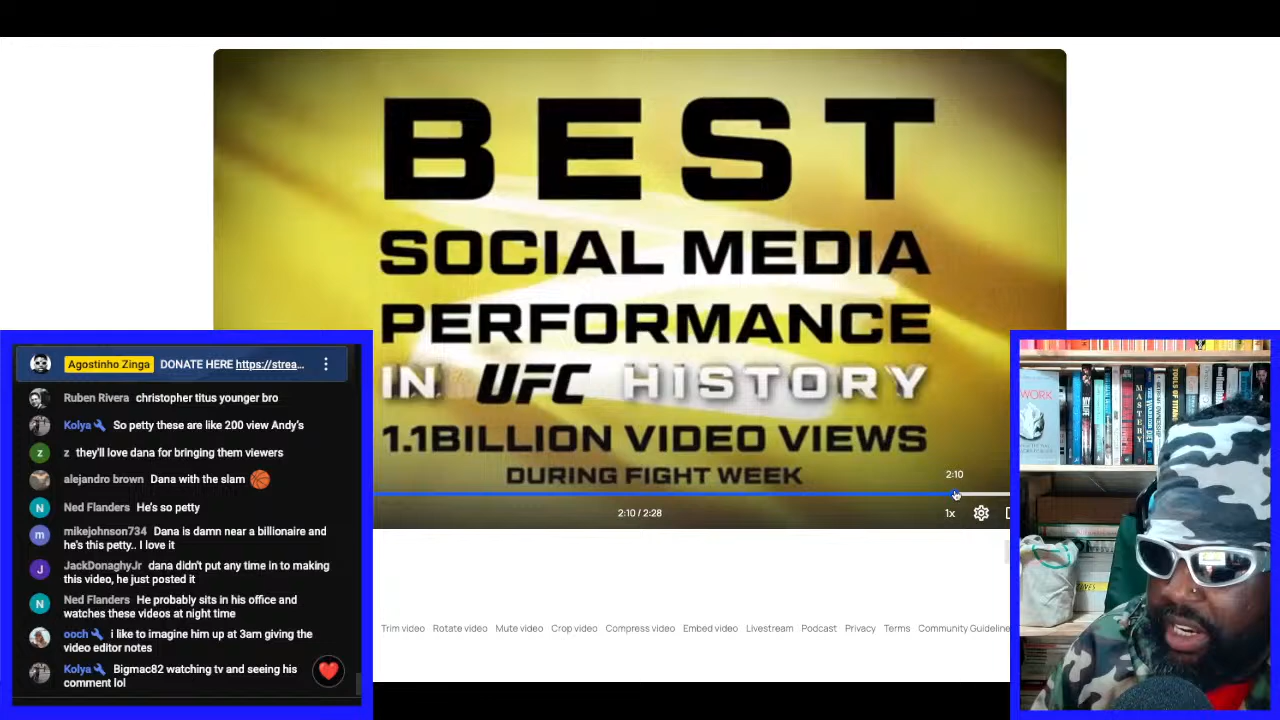 BEST
SOCIAL MEDIA
PERFORMANCE
IN UFC HISTORY
1.1BILLION VIDEO VIEWS
DURING FIGHT WEEK
2:10
2:10 / 2:28
1x
Trim video Rotate video Mute video Crop video Compress video Embed video Livestream Podcast Privacy Terms Community Guideline
Agostinho Zinga DONATE HERE https://strea...
Ruben Rivera christopher titus younger bro
Kolya So petty these are like 200 view Andy's
z z they'll love dana for bringing them viewers
alejandro brown Dana with the slam
N Ned Flanders He's so petty
m mikejohnson734 Dana is damn near a billionaire and
he's this petty.. I love it
J JackDonaghyJr dana didn't put any time in to making
this video, he just posted it
N Ned Flanders He probably sits in his office and
watches these videos at night time
ooch i like to imagine him up at 3am giving the
video editor notes
Kolya Bigmac82 watching tv and seeing his
comment lol
WORK
MASTERY
TOOLS OF TITAN